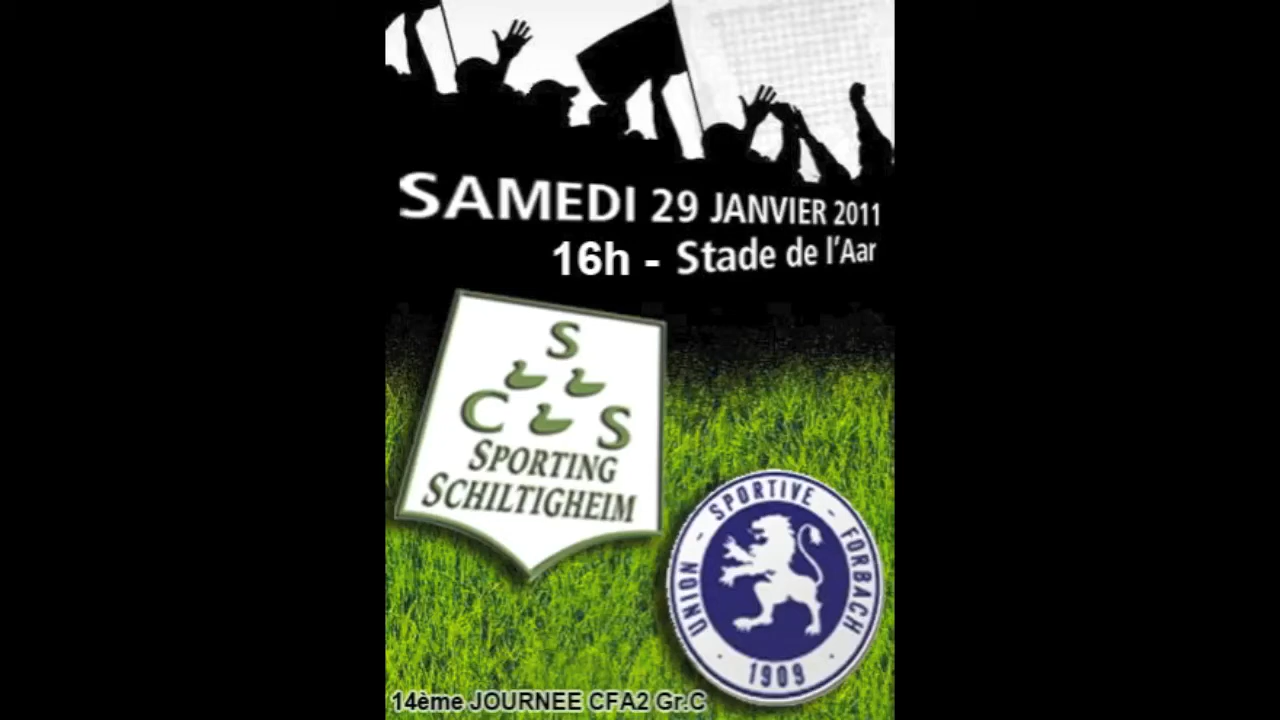 SAMEDI 29 JANVIER 2011
16h - Stade de l'Aar
S
C S
SPORTING
SCHILTIGHEIM
UNION - SPORTIVE - FORBACH
1909
14ème JOURNEE CFA2 Gr.C